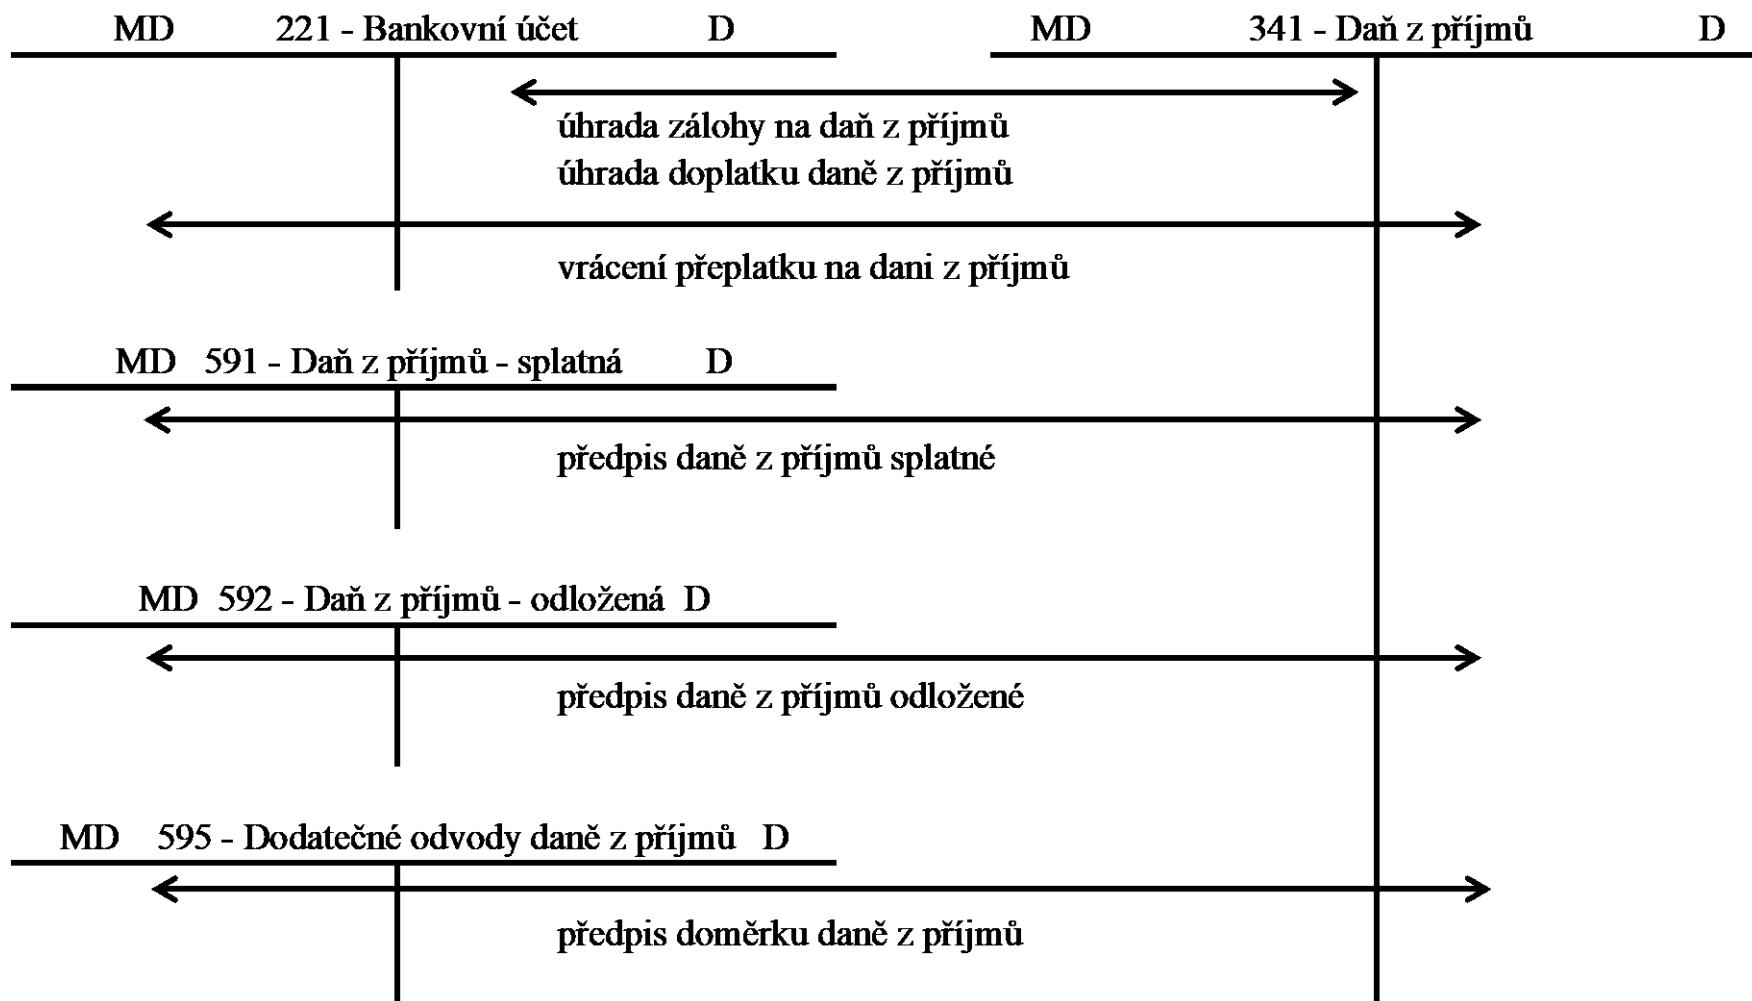 MD 221 - Bankovní účet D MD 341 - Daň z příjmů D
úhrada zálohy na daň z příjmů
úhrada doplatku daně z příjmů
vrácení přeplatku na dani z příjmů
MD 591 - Daň z příjmů - splatná D
předpis daně z příjmů splatné
MD 592 - Daň z příjmů - odložená D
předpis daně z příjmů odložené
MD 595 - Dodatečné odvody daně z příjmů D
předpis doměrku daně z příjmů